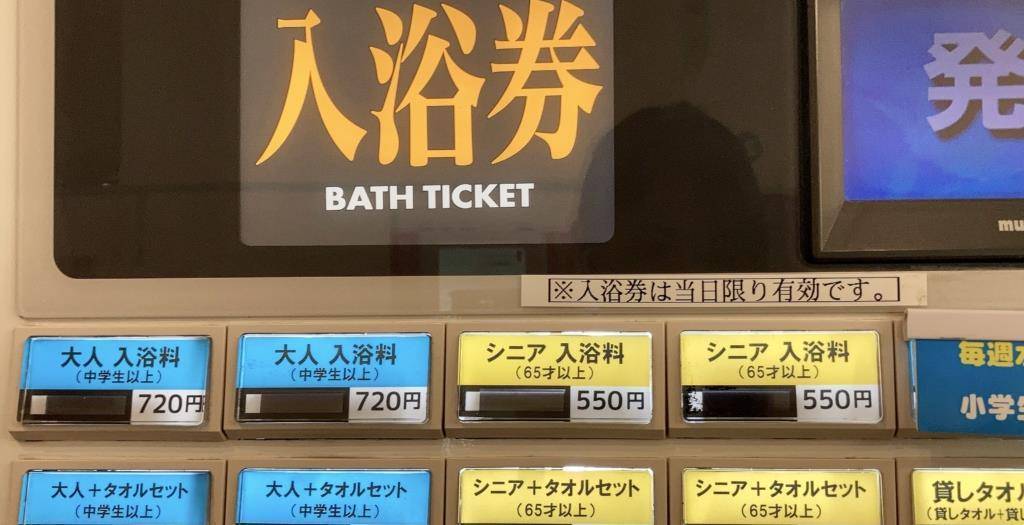 入浴券
BATH TICKET
発
mu
※入浴券は当日限り有効です。
大人 入浴料
(中学生以上)
720円
大人 入浴料
(中学生以上)
720円
シニア 入浴料
(65才以上)
550円
シニア 入浴料
(65才以上)
550円
毎週
小学生
大人+タオルセット
(中学生以上)
大人+タオルセット
(中学生以上)
シニア+タオルセット
(65才以上)
シニア+タオルセット
(65才以上)
貸しタオ
(貸しタオル+貸し